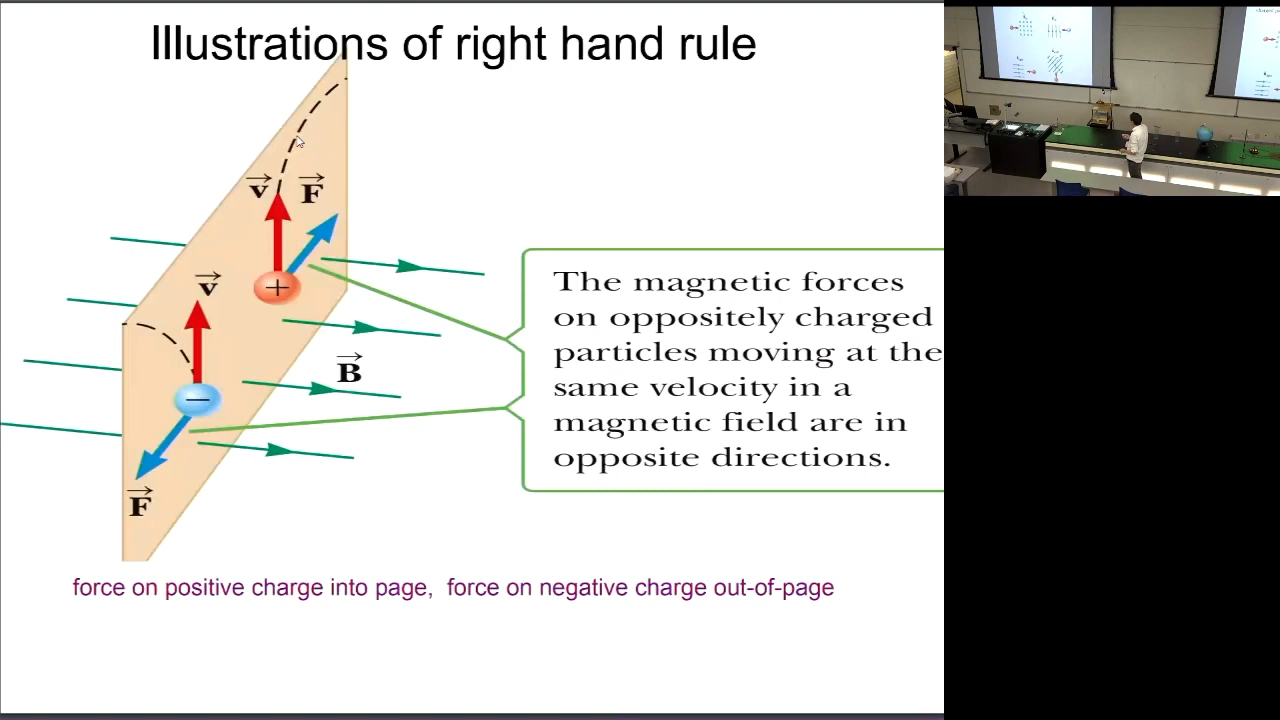 Illustrations of right hand rule
v F
v
+
B
−
F
The magnetic forces
on oppositely charged
particles moving at the
same velocity in a
magnetic field are in
opposite directions.
force on positive charge into page, force on negative charge out-of-page